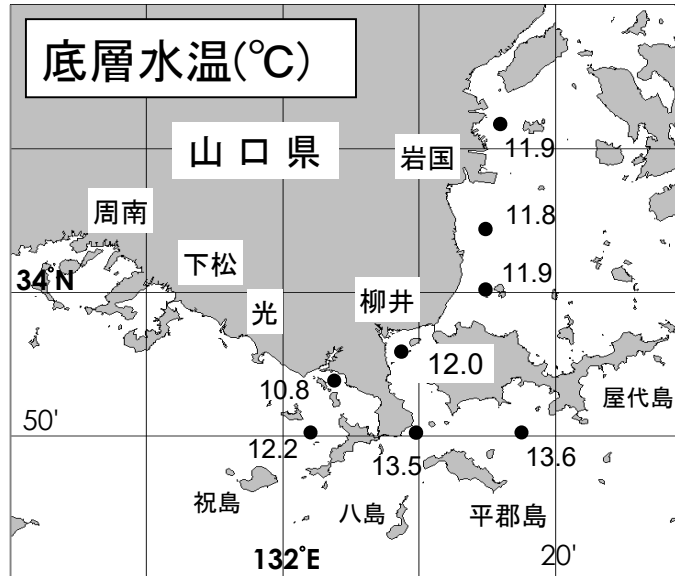 底層水温(℃)
山口県
岩国
11.9
周南
11.8
下松
34°N
11.9
光
柳井
12.0
10.8
屋代島
50'
12.2
13.5
13.6
祝島
八島
平郡島
132°E
20'